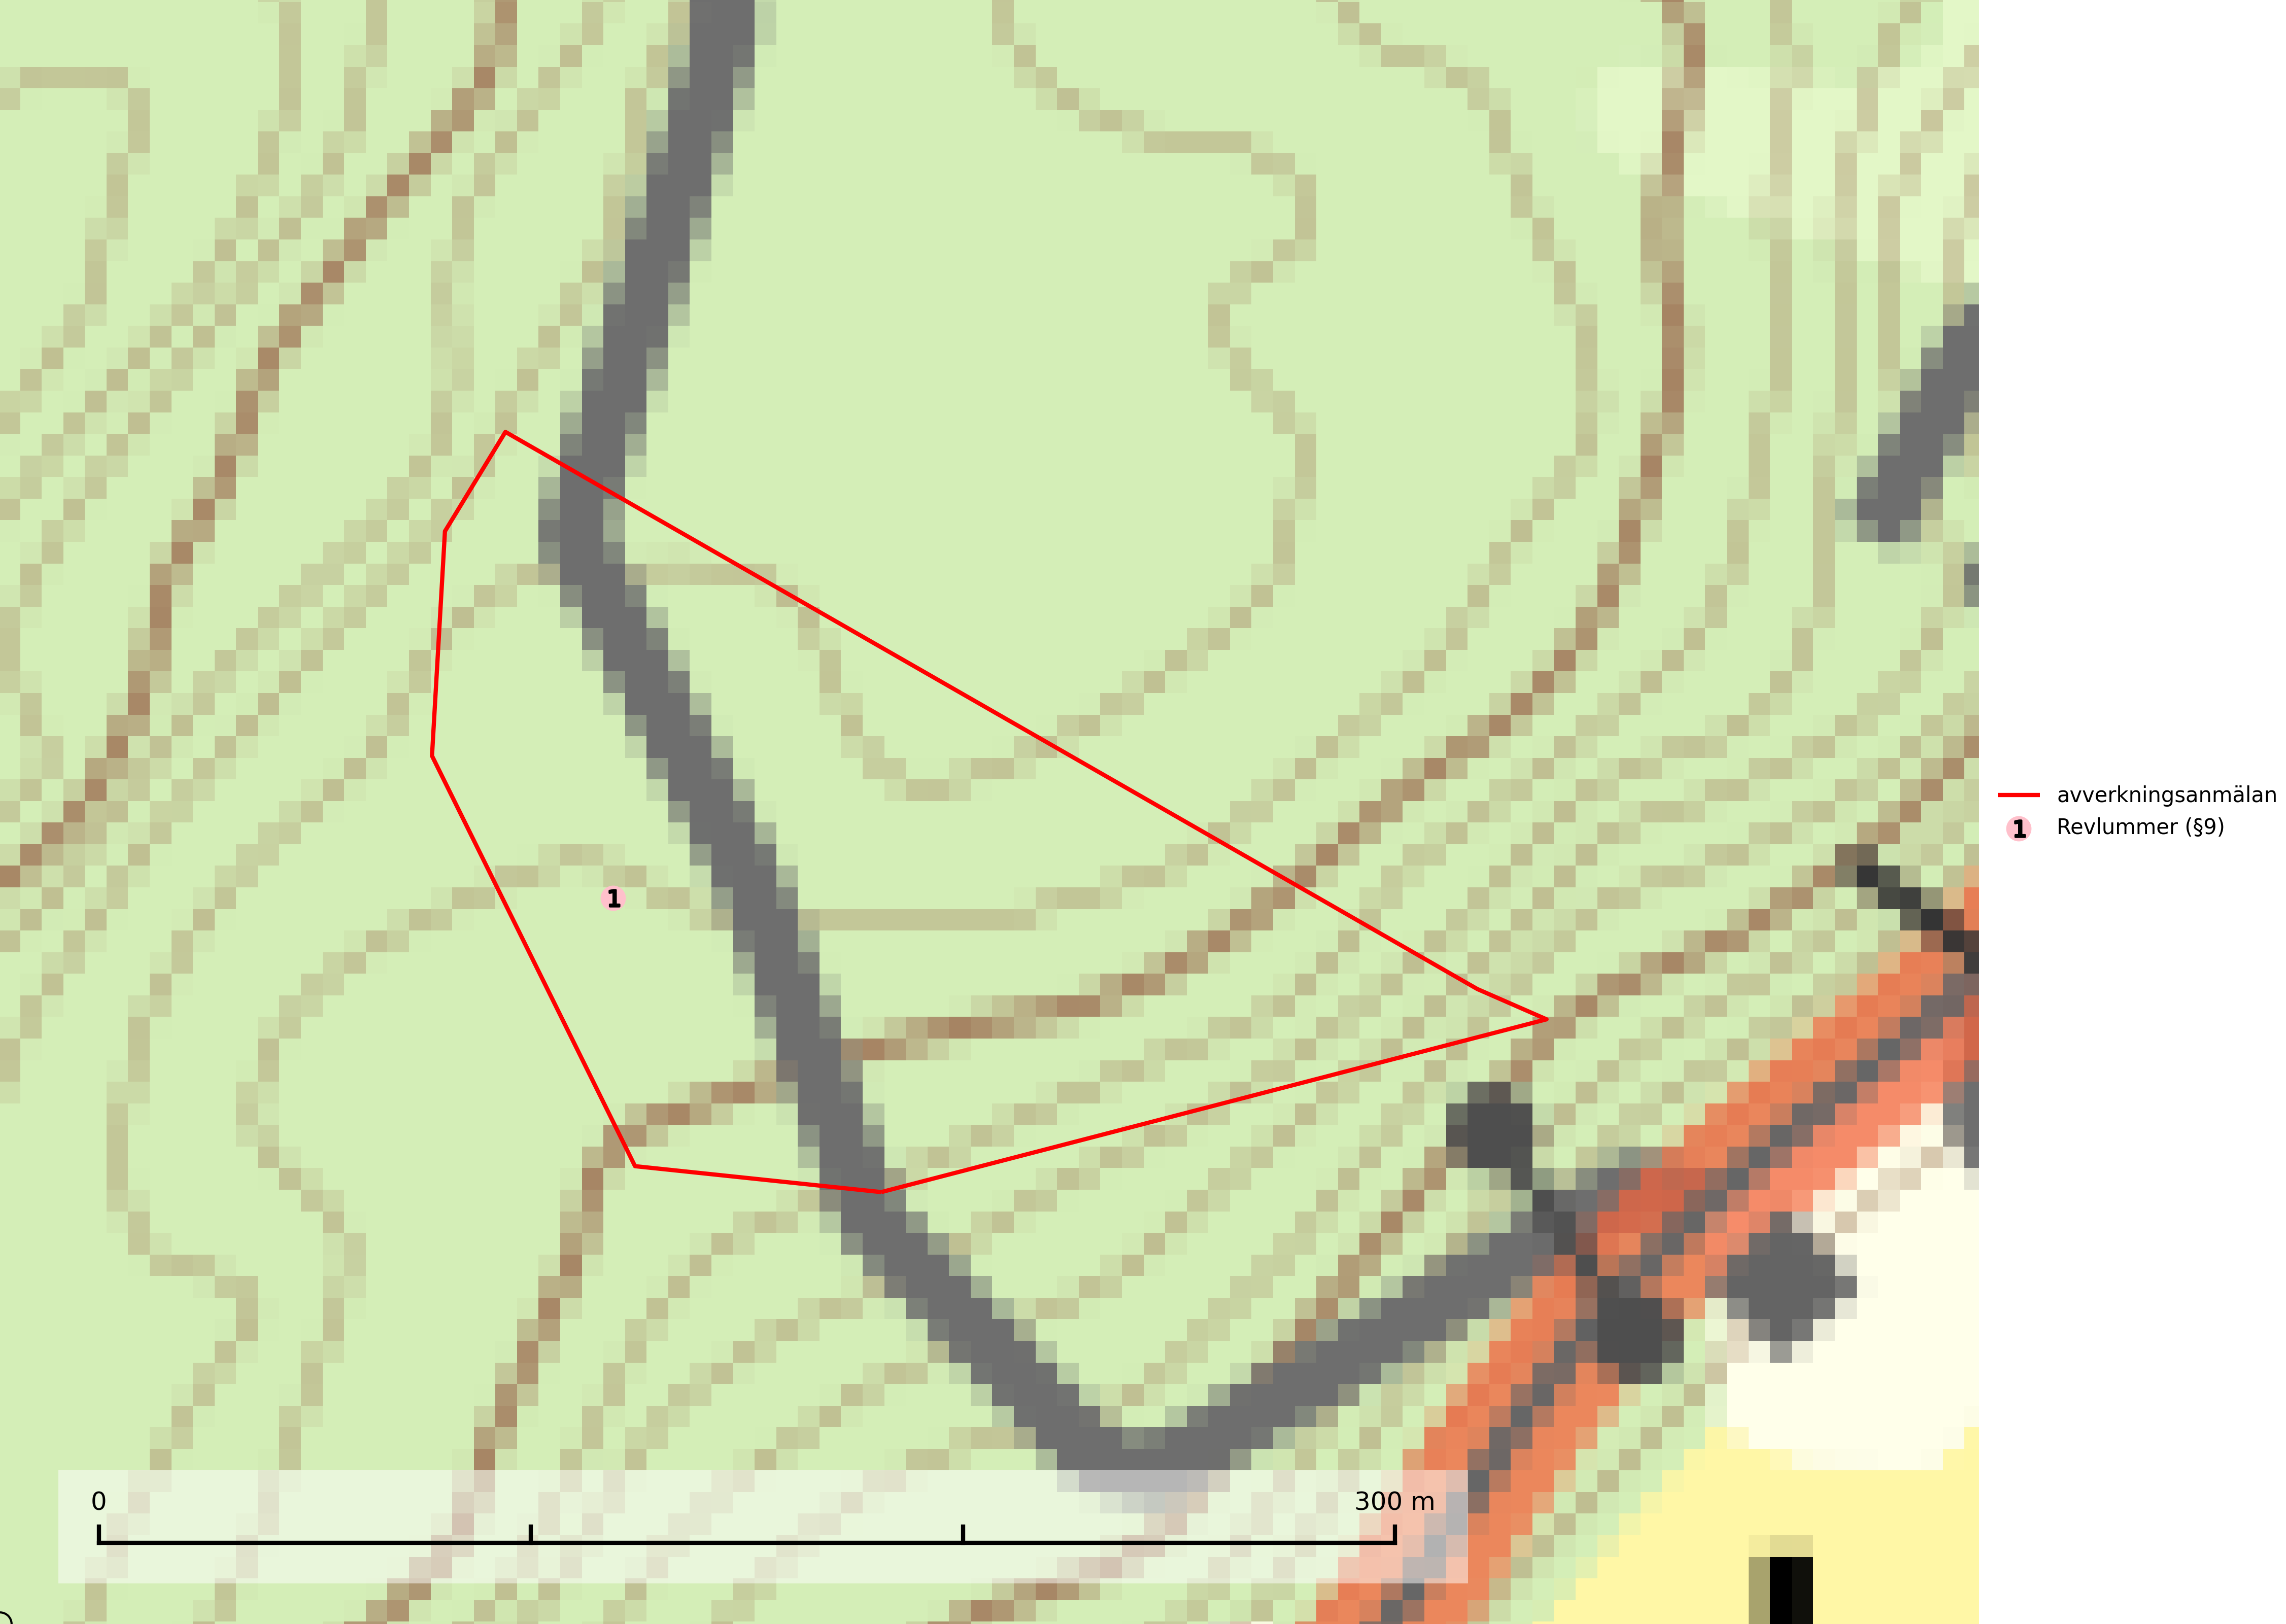 avverkningsanmälan
1 Revlummer (§9)
1
0 300 m